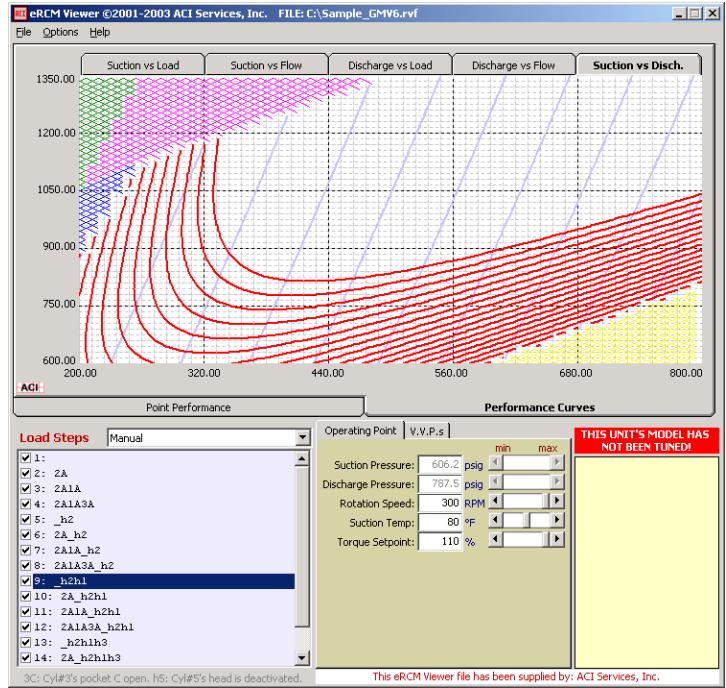 eRCM Viewer ©2001-2003 ACI Services, Inc. FILE: C:\Sample_GMV6.rvf
File Options Help
Suction vs Load Suction vs Flow Discharge vs Load Discharge vs Flow Suction vs Disch.
1350.00
1200.00
1050.00
900.00
750.00
600.00
200.00 320.00 440.00 560.00 680.00 800.00
ACI
Point Performance Performance Curves
Load Steps Manual
1:
2: 2A
3: 2A1A
4: 2A1A3A
5: _h2
6: 2A_h2
7: 2A1A_h2
8: 2A1A3A_h2
9: _h2h1
10: 2A_h2h1
11: 2A1A_h2h1
12: 2A1A3A_h2h1
13: _h2h1h3
14: 2A_h2h1h3
3C: Cyl#3's pocket C open. h5: Cyl#5's head is deactivated.
Operating Point V.V.P.s
min max
Suction Pressure: 606.2 psig
Discharge Pressure: 787.5 psig
Rotation Speed: 300 RPM
Suction Temp: 80 °F
Torque Setpoint: 110 %
THIS UNIT'S MODEL HAS
NOT BEEN TUNED!
This eRCM Viewer file has been supplied by: ACI Services, Inc.